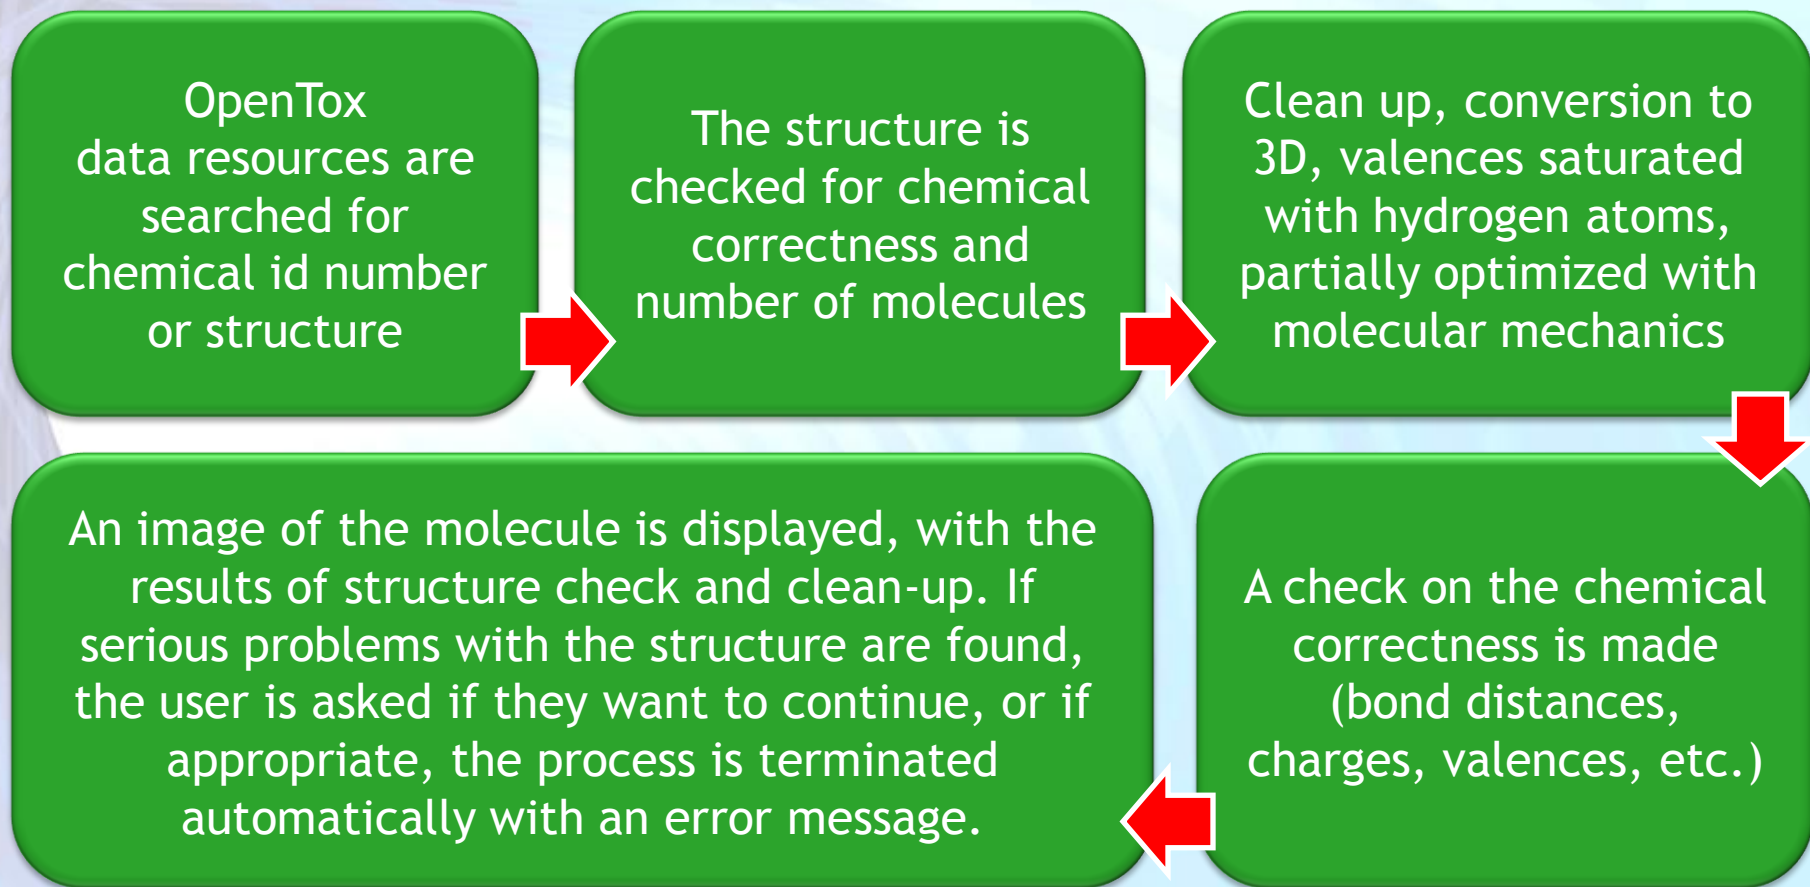 OpenTox
data resources are
searched for
chemical id number
or structure
The structure is
checked for chemical
correctness and
number of molecules
Clean up, conversion to
3D, valences saturated
with hydrogen atoms,
partially optimized with
molecular mechanics
An image of the molecule is displayed, with the
results of structure check and clean-up. If
serious problems with the structure are found,
the user is asked if they want to continue, or if
appropriate, the process is terminated
automatically with an error message.
A check on the chemical
correctness is made
(bond distances,
charges, valences, etc.)